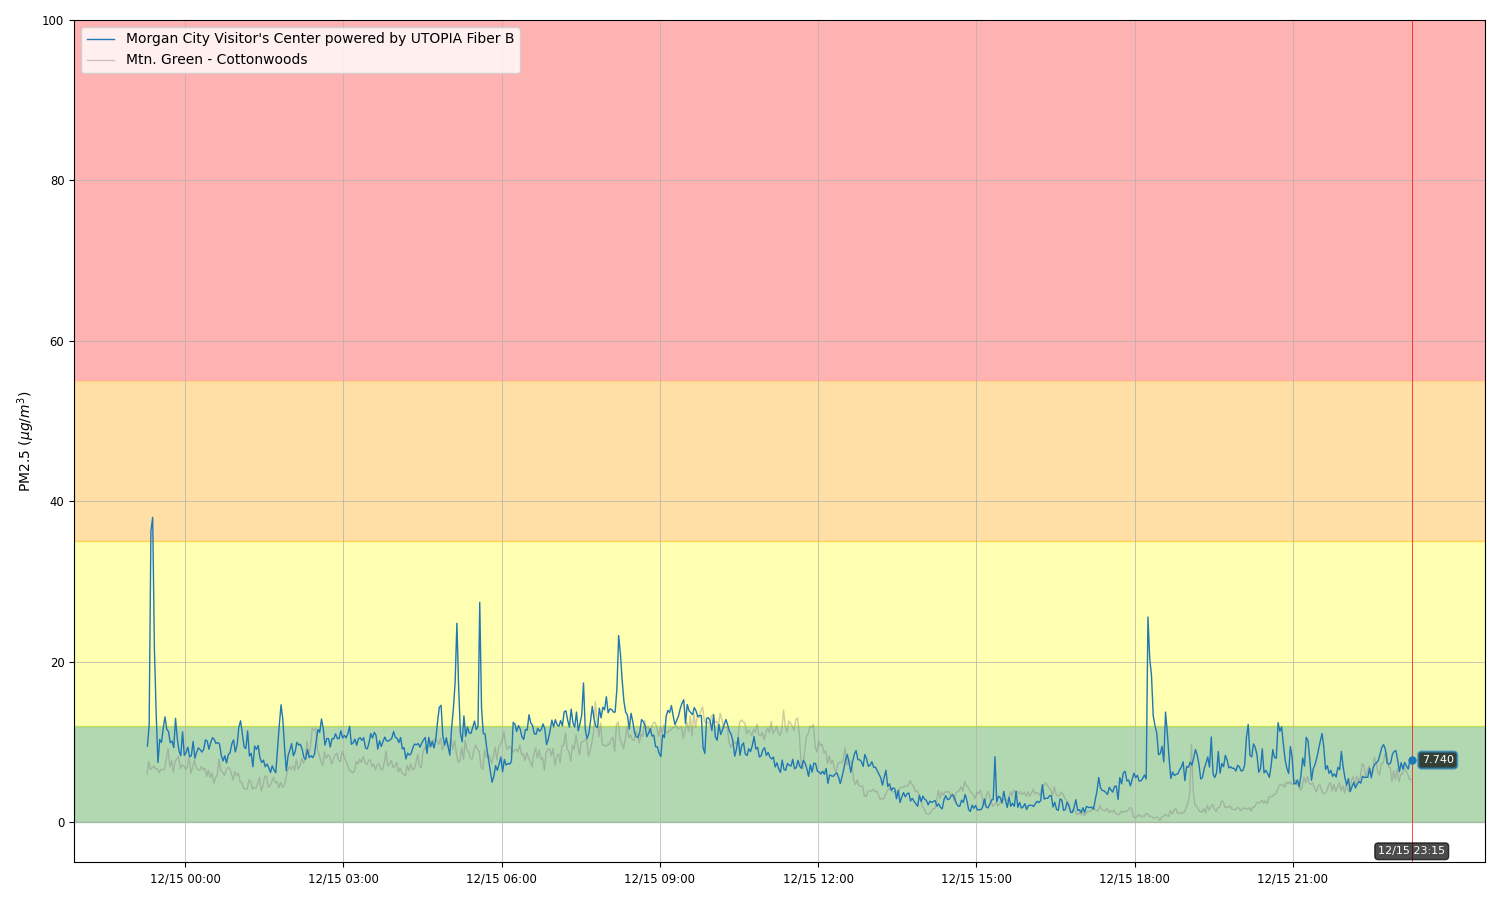 100
80
60
40
20
0
PM2.5 (μg/m³)
Morgan City Visitor's Center powered by UTOPIA Fiber B
Mtn. Green - Cottonwoods
7.740
12/15 23:15
12/15 00:00 12/15 03:00 12/15 06:00 12/15 09:00 12/15 12:00 12/15 15:00 12/15 18:00 12/15 21:00